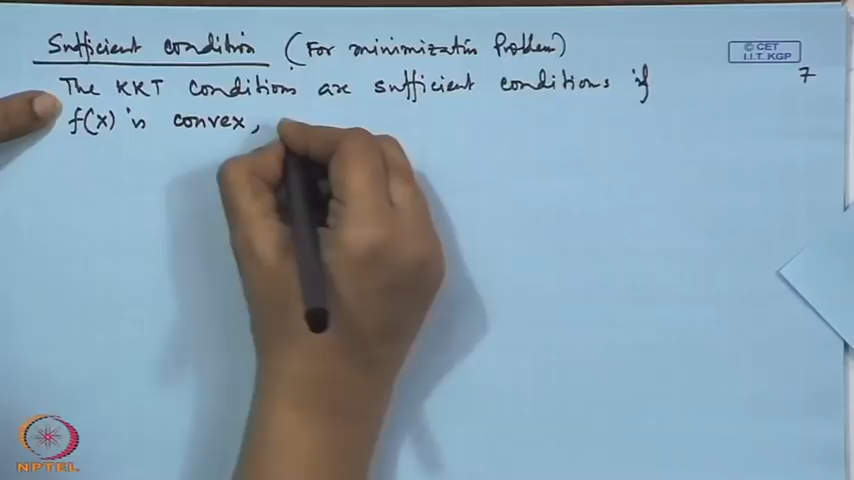 Sufficient condition (For minimization Problem)
© CET
I.I.T. KGP
7
The KKT conditions are sufficient conditions if
f(x) is convex,
NPTEL